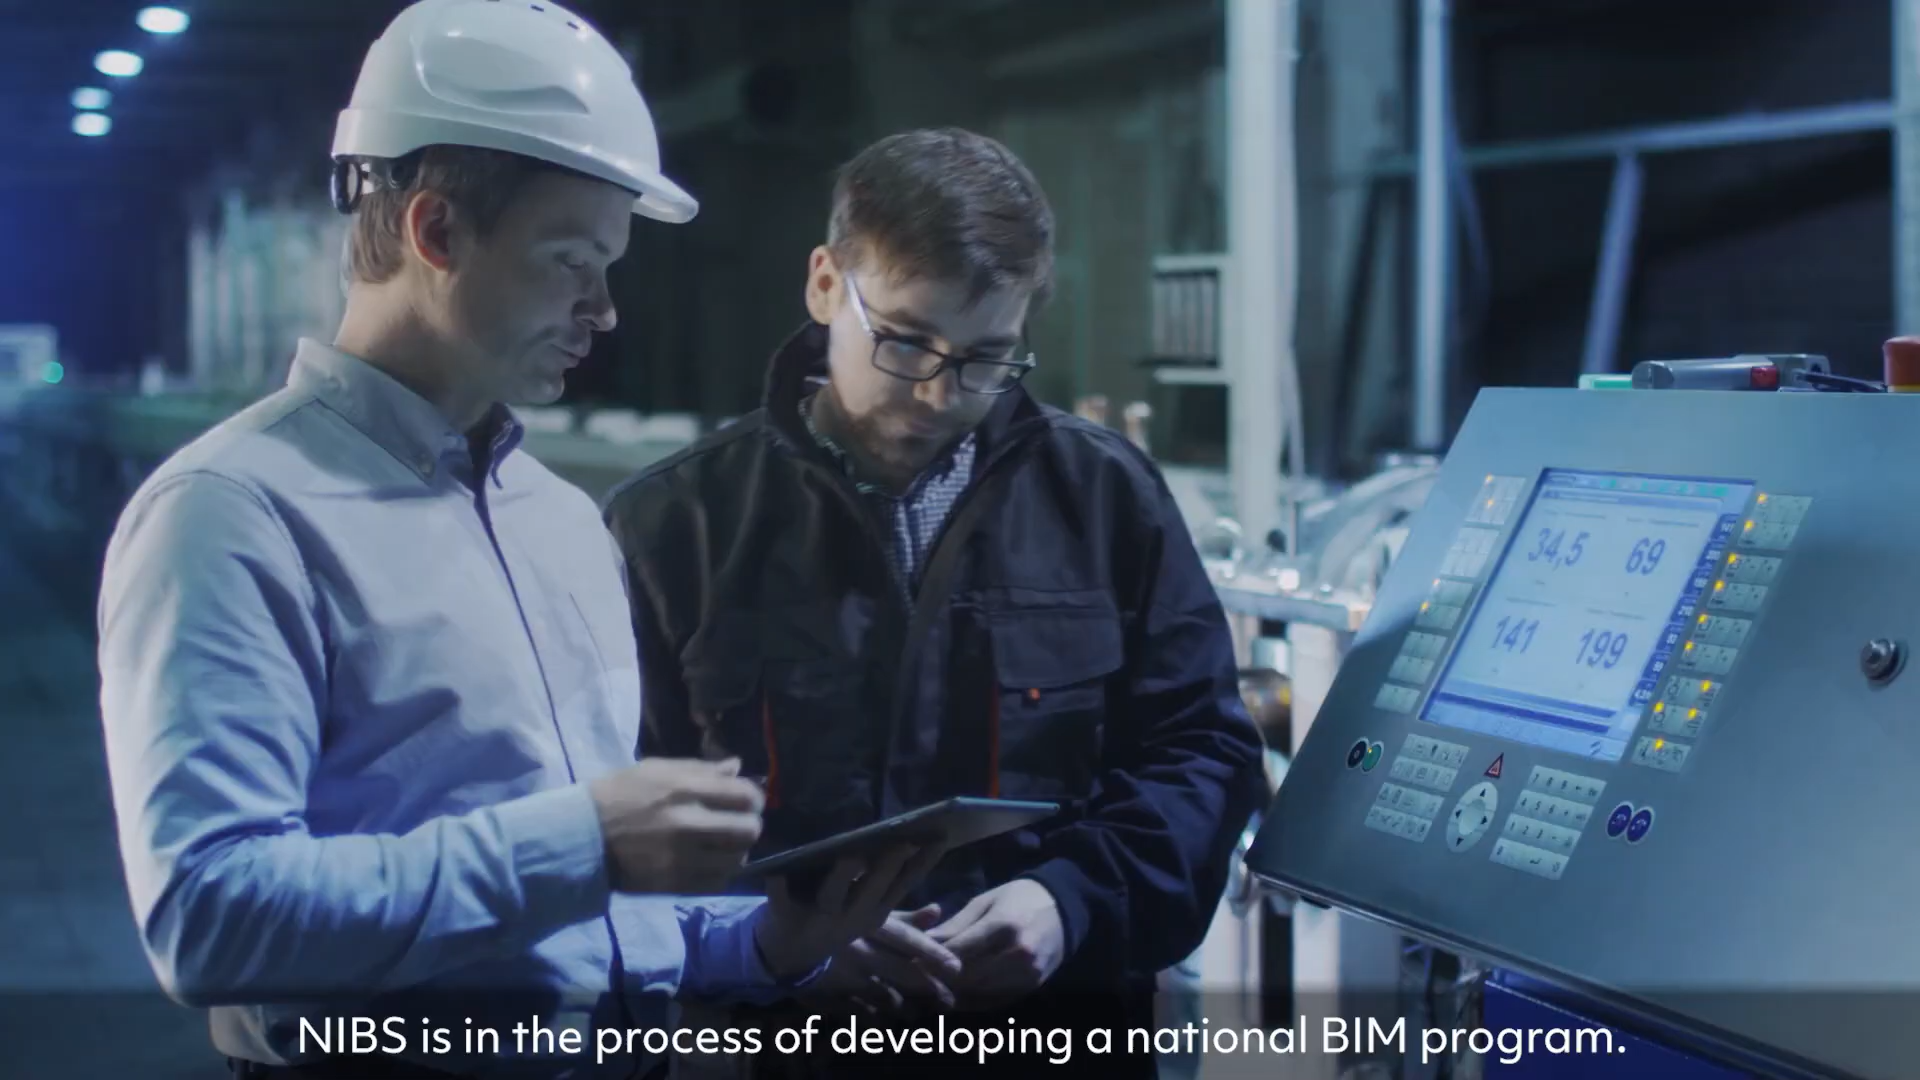 34,5 69
141 199
NIBS is in the process of developing a national BIM program.